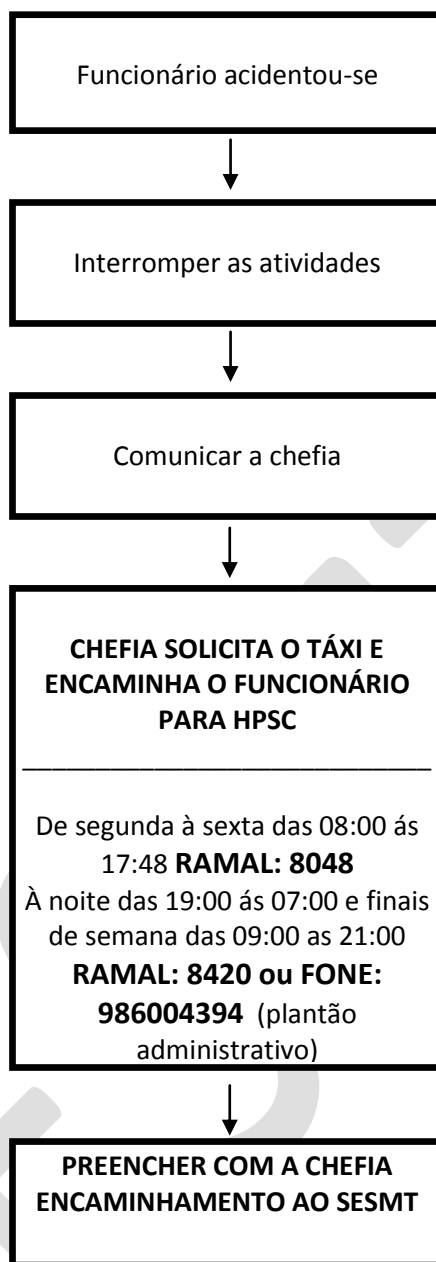 Funcionário acidentou-se
Interromper as atividades
Comunicar a chefia
CHEFIA SOLICITA O TÁXI E
ENCAMINHA O FUNCIONÁRIO
PARA HPSC
____________________________
De segunda à sexta das 08:00 ás
17:48 RAMAL: 8048
À noite das 19:00 ás 07:00 e finais
de semana das 09:00 as 21:00
RAMAL: 8420 ou FONE:
986004394 (plantão
administrativo)
PREENCHER COM A CHEFIA
ENCAMINHAMENTO AO SESMT